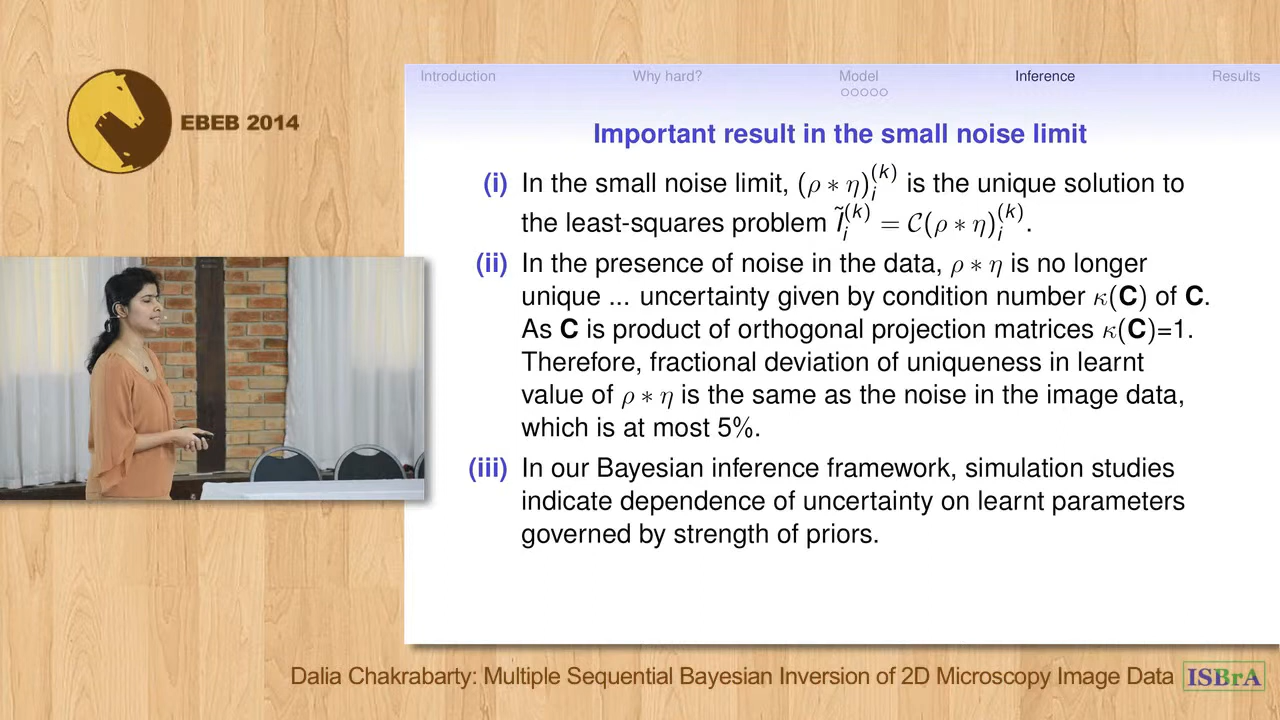 EBEB 2014
Introduction Why hard? Model Inference Results
Important result in the small noise limit
(i) In the small noise limit, (ρ ∗ η)_i^(k) is the unique solution to
the least-squares problem Ĩ_i^(k) = C(ρ ∗ η)_i^(k).
(ii) In the presence of noise in the data, ρ ∗ η is no longer
unique ... uncertainty given by condition number κ(C) of C.
As C is product of orthogonal projection matrices κ(C)=1.
Therefore, fractional deviation of uniqueness in learnt
value of ρ ∗ η is the same as the noise in the image data,
which is at most 5%.
(iii) In our Bayesian inference framework, simulation studies
indicate dependence of uncertainty on learnt parameters
governed by strength of priors.
Dalia Chakrabarty: Multiple Sequential Bayesian Inversion of 2D Microscopy Image Data ISBrA